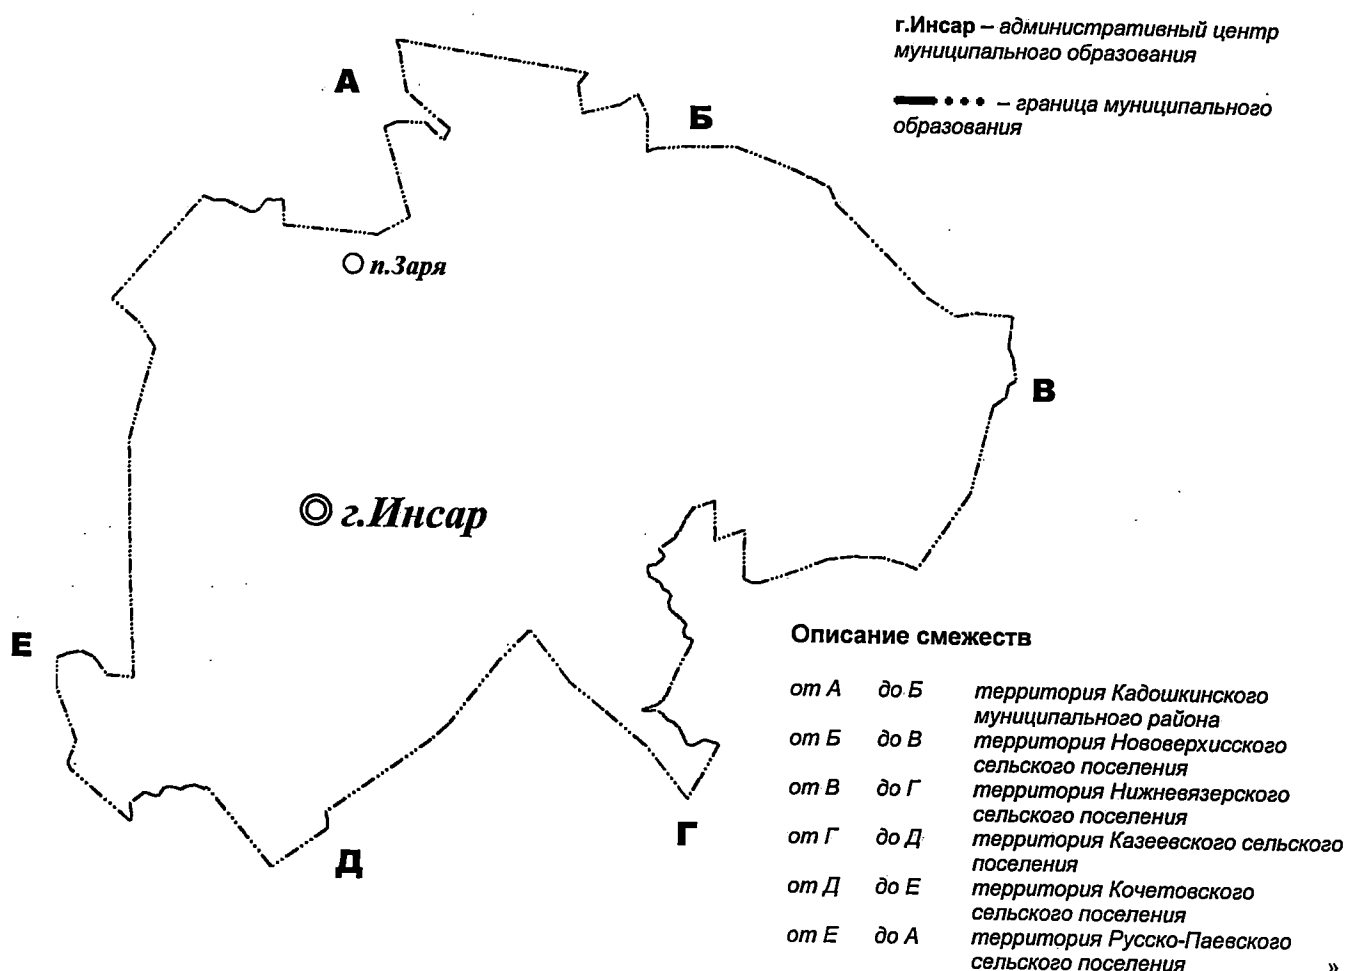 г.Инсар – административный центр
муниципального образования
– граница муниципального
образования
А
Б
п.Заря
В
г.Инсар
Е
Г
Д
Описание смежеств
от А до Б территория Кадошкинского
муниципального района
от Б до В территория Нововерхисского
сельского поселения
от В до Г территория Нижневязерского
сельского поселения
от Г до Д территория Казеевского сельского
поселения
от Д до Е территория Кочетовского
сельского поселения
от Е до А территория Русско-Паевского
сельского поселения »